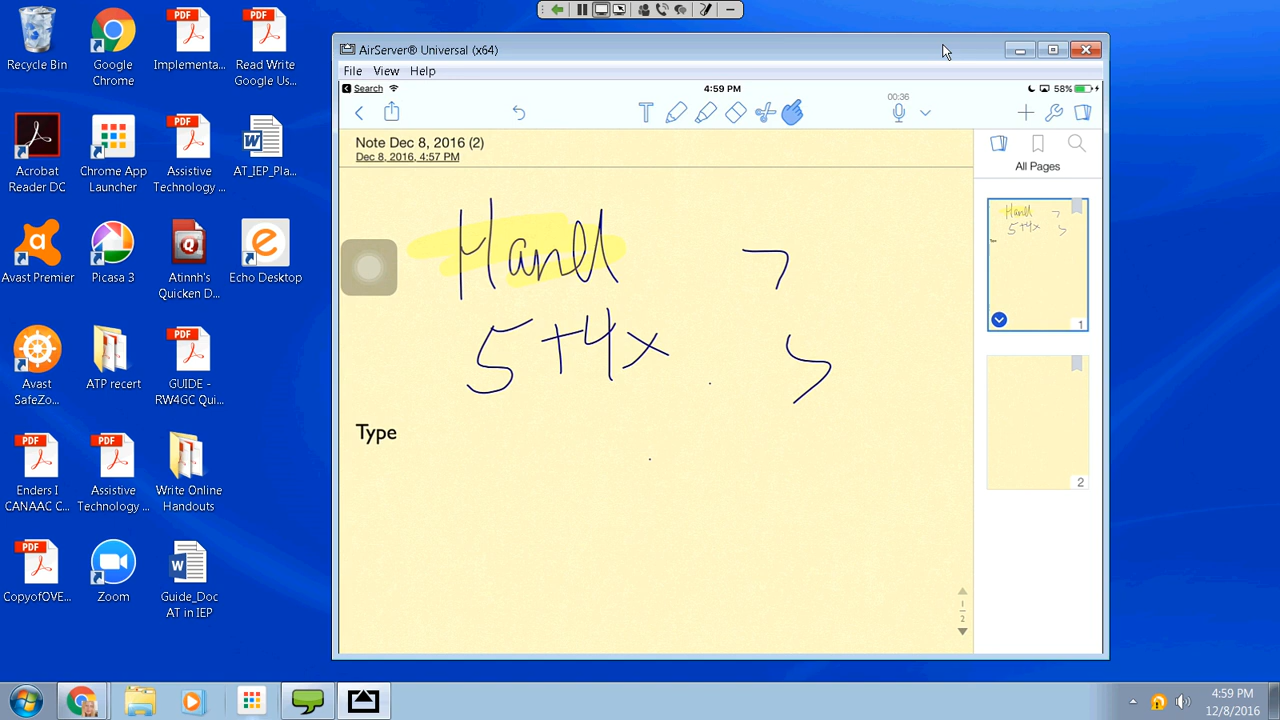 Recycle Bin
Google Chrome
Implementa...
Read Write Google Us...
Acrobat Reader DC
Chrome App Launcher
Assistive Technology ...
AT_IEP_Pla...
Avast Premier
Picasa 3
Atinnh's Quicken D...
Echo Desktop
Avast SafeZo...
ATP recert
GUIDE - RW4GC Qui...
Enders I CANAAC C...
Assistive Technology ...
Write Online Handouts
CopyofOVE...
Zoom
Guide_Doc AT in IEP
AirServer® Universal (x64)
File View Help
Search 4:59 PM 58%
00:36
Note Dec 8, 2016 (2)
Dec 8, 2016, 4:57 PM
All Pages
5+4x
Type
1
2
1
2
4:59 PM
12/8/2016